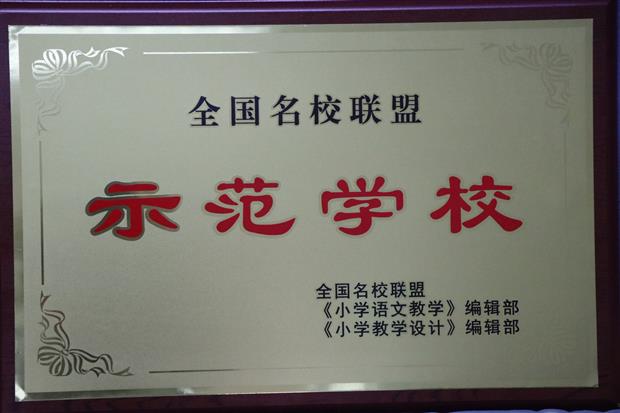 全国名校联盟
示范学校
全国名校联盟
《小学语文教学》编辑部
《小学教学设计》编辑部